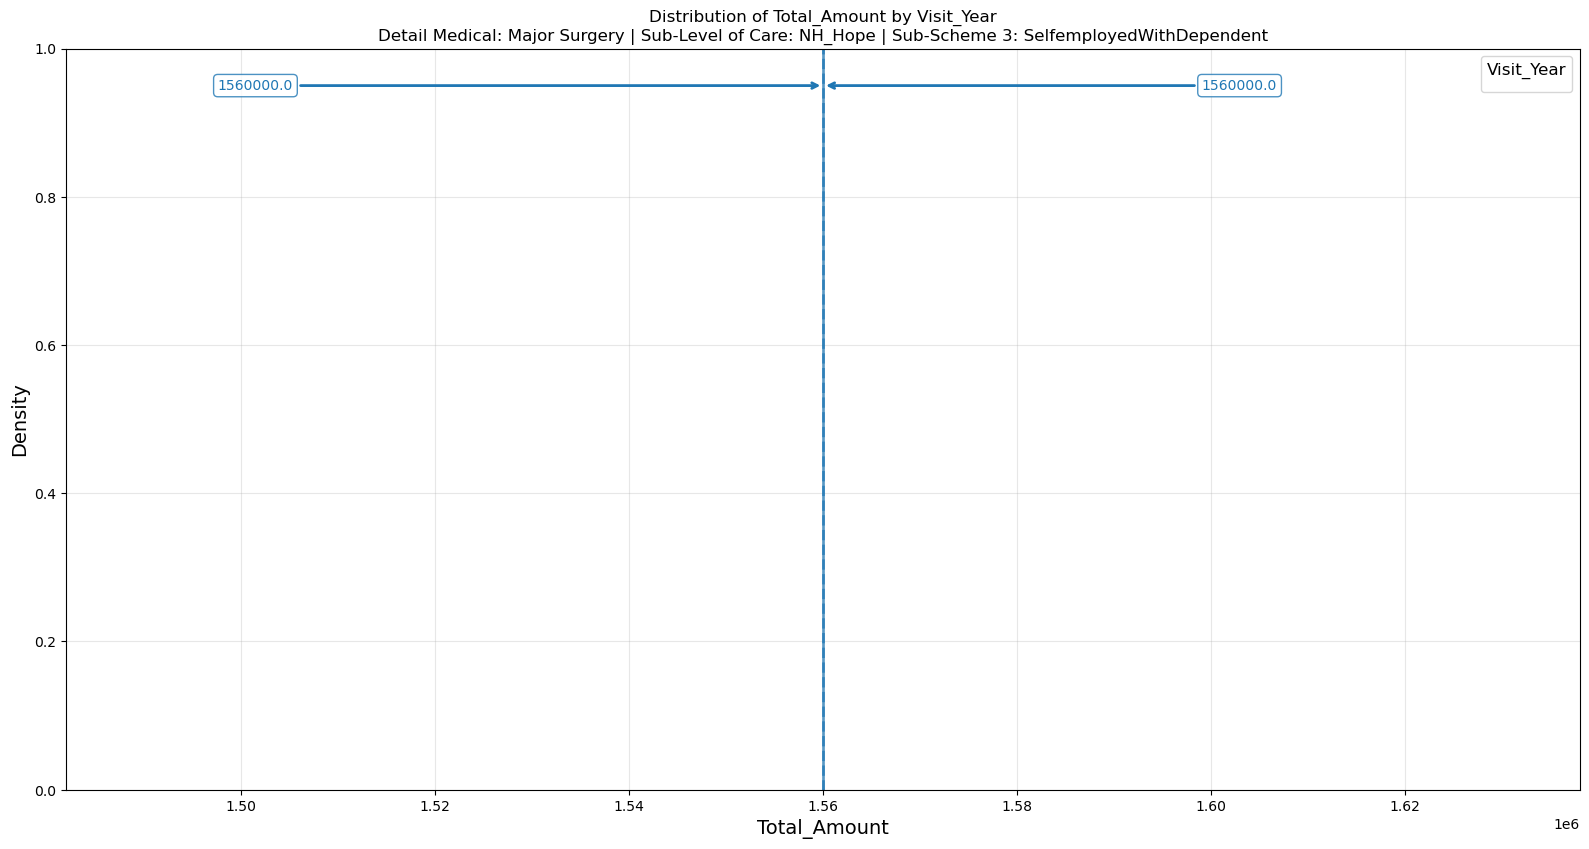 Distribution of Total_Amount by Visit_Year
Detail Medical: Major Surgery | Sub-Level of Care: NH_Hope | Sub-Scheme 3: SelfemployedWithDependent
1.0
1560000.0
1560000.0
Visit_Year
0.8
0.6
0.4
0.2
0.0
Density
1.50
1.52
1.54
1.56
1.58
1.60
1.62
1e6
Total_Amount